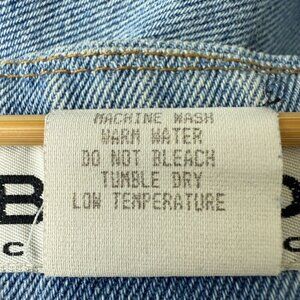 MACHINE WASH
WARM WATER
DO NOT BLEACH
TUMBLE DRY
LOW TEMPERATURE
B
C C